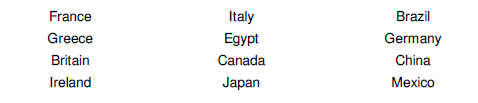 France Italy Brazil
Greece Egypt Germany
Britain Canada China
Ireland Japan Mexico